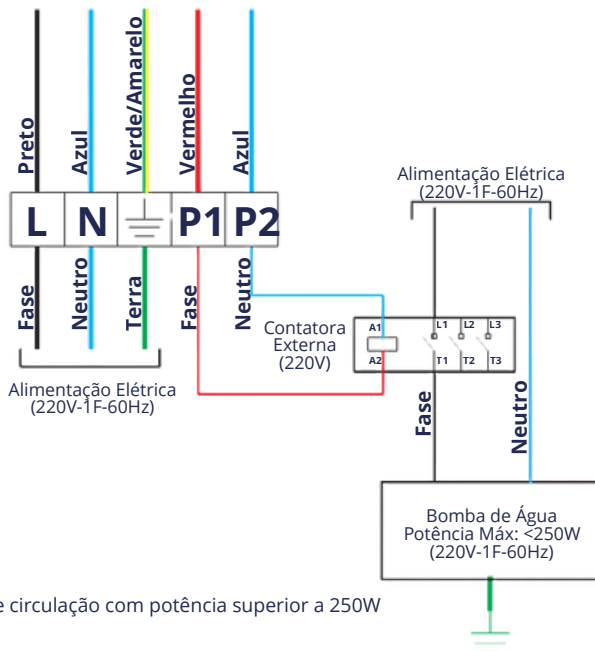 Preto
Azul
Verde/Amarelo
Vermelho
Azul
L N P1 P2
Fase
Neutro
Terra
Fase
Neutro
Alimentação Elétrica
(220V-1F-60Hz)
Alimentação Elétrica
(220V-1F-60Hz)
Contatora
Externa
(220V)
A1 L1 L2 L3
A2 T1 T2 T3
Fase
Neutro
Bomba de Água
Potência Máx: <250W
(220V-1F-60Hz)
e circulação com potência superior a 250W